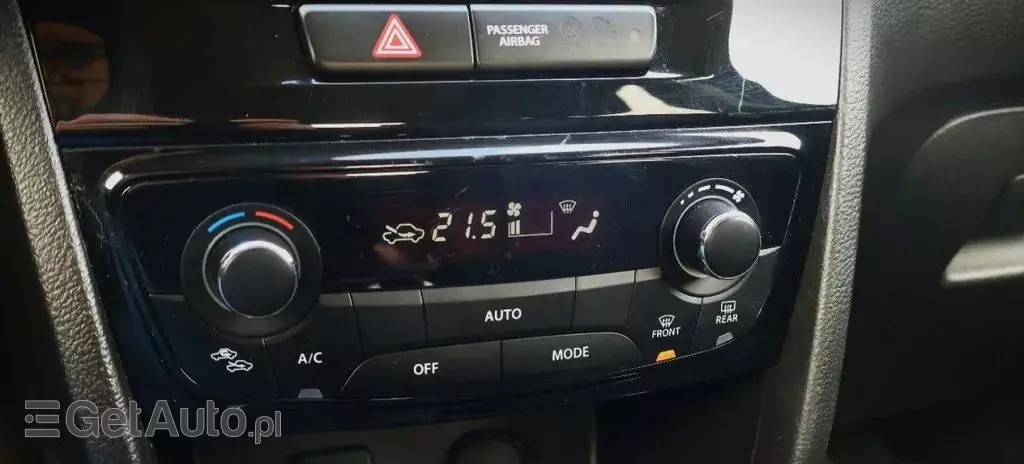 PASSENGER
AIRBAG
21.5
AUTO
FRONT
REAR
A/C
OFF
MODE
GetAuto.pl